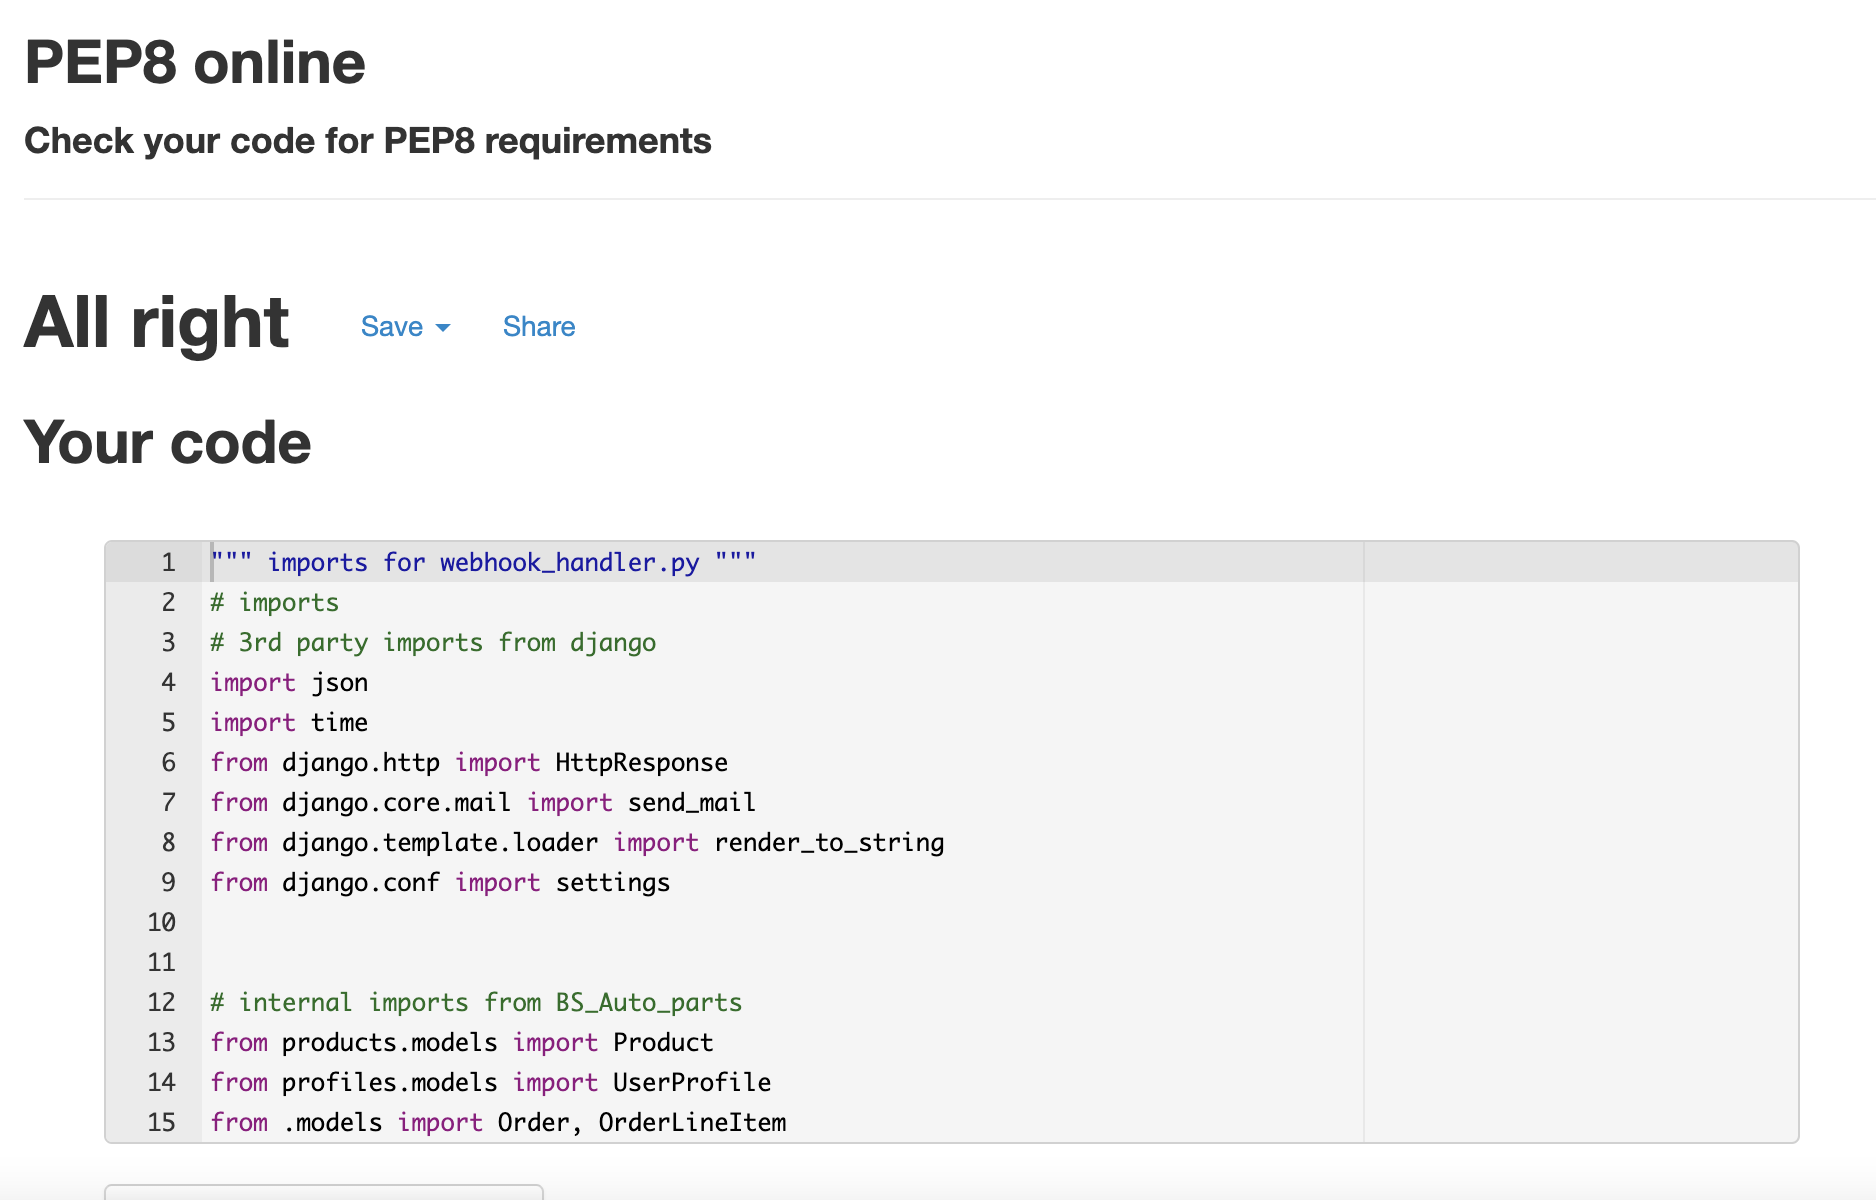 PEP8 online
Check your code for PEP8 requirements
All right Save Share
Your code
1 """ imports for webhook_handler.py """
2 # imports
3 # 3rd party imports from django
4 import json
5 import time
6 from django.http import HttpResponse
7 from django.core.mail import send_mail
8 from django.template.loader import render_to_string
9 from django.conf import settings
10
11
12 # internal imports from BS_Auto_parts
13 from products.models import Product
14 from profiles.models import UserProfile
15 from .models import Order, OrderLineItem